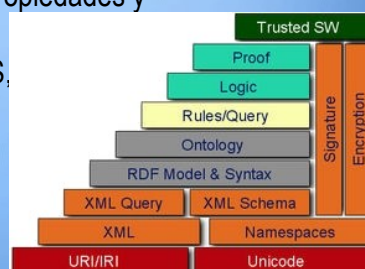 opiedades y
S,
Trusted SW
Proof
Logic
Rules/Query
Ontology
RDF Model & Syntax
Signature
Encryption
XML Query XML Schema
XML Namespaces
URI/IRI Unicode